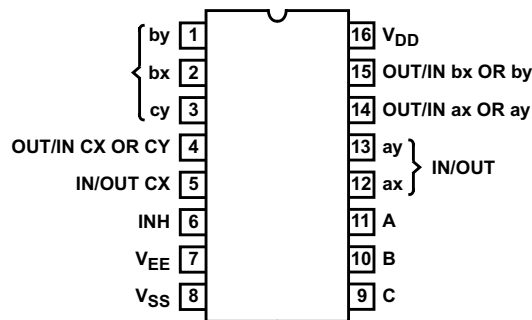 by 1 16 VDD
bx 2 15 OUT/IN bx OR by
cy 3 14 OUT/IN ax OR ay
OUT/IN CX OR CY 4 13 ay
IN/OUT
IN/OUT CX 5 12 ax
INH 6 11 A
VEE 7 10 B
VSS 8 9 C